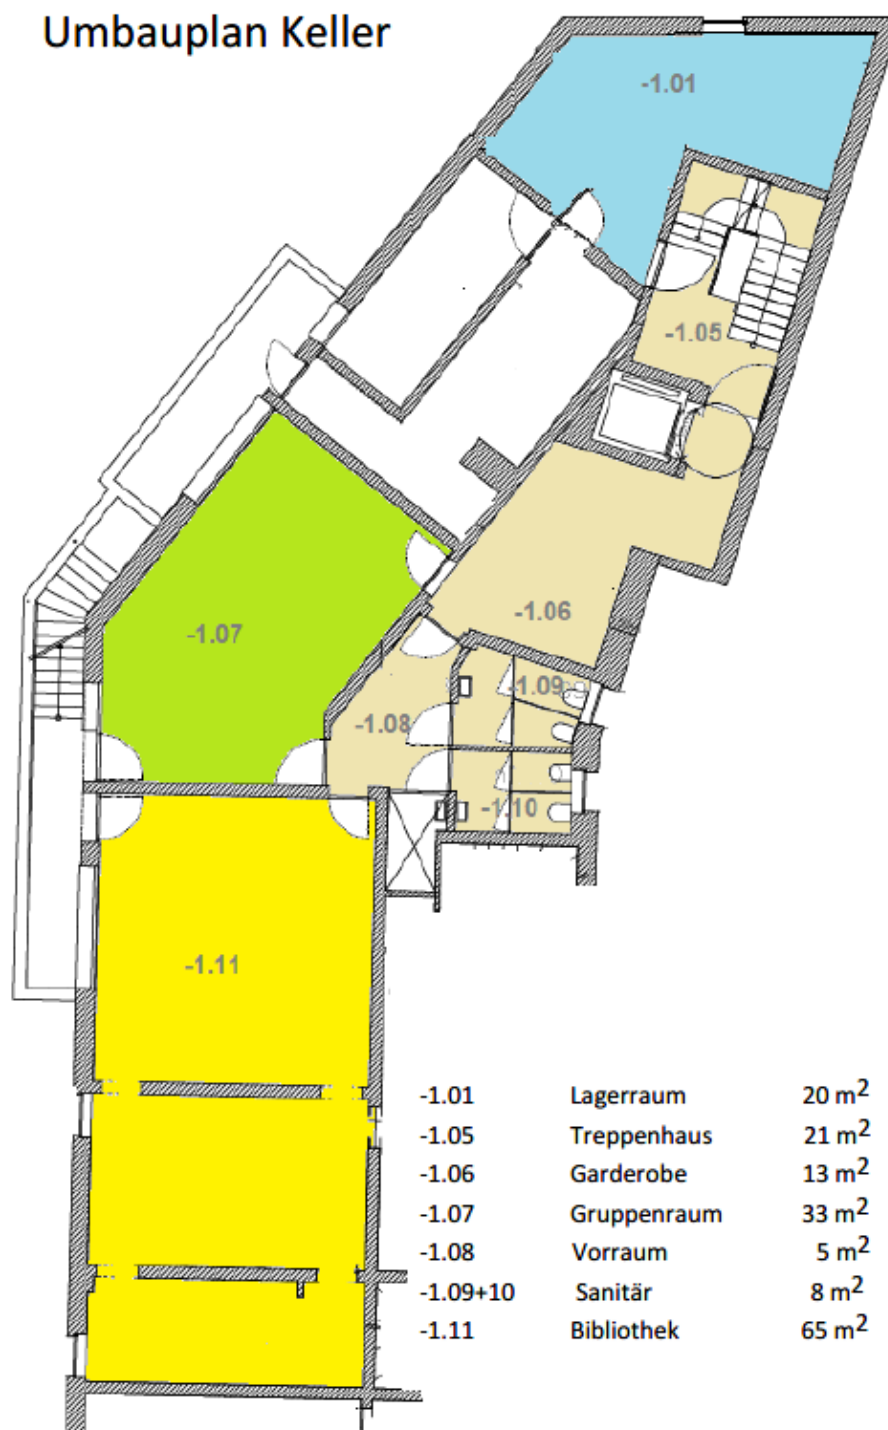 Umbauplan Keller
-1.01
-1.05
-1.06
-1.07
-1.09
-1.08
-1.10
-1.11
-1.01 Lagerraum 20 m²
-1.05 Treppenhaus 21 m²
-1.06 Garderobe 13 m²
-1.07 Gruppenraum 33 m²
-1.08 Vorraum 5 m²
-1.09+10 Sanitär 8 m²
-1.11 Bibliothek 65 m²